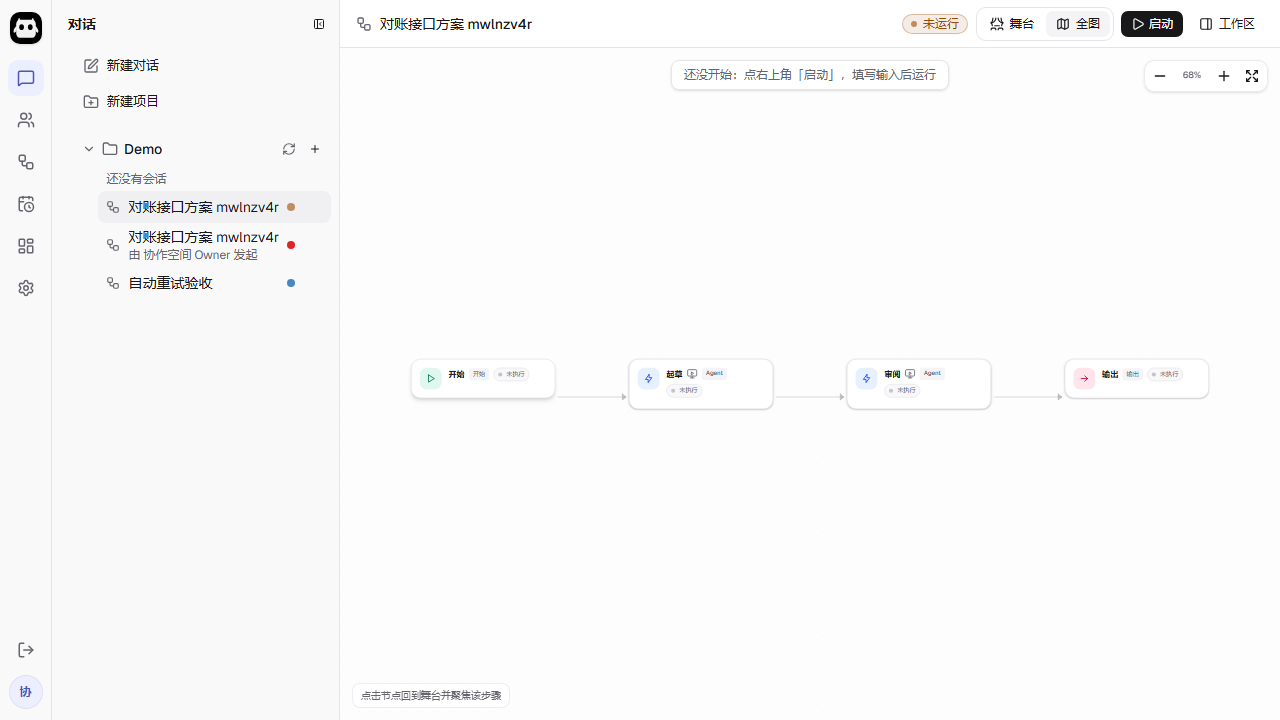 对话
新建对话
新建项目
Demo
还没有会话
对账接口方案 mwlnzv4r
对账接口方案 mwlnzv4r
由 协作空间 Owner 发起
自动重试验收
协
对账接口方案 mwlnzv4r
未运行
舞台
全图
启动
工作区
还没开始：点右上角「启动」，填写输入后运行
68%
开始 开始 未执行
起草 Agent
未执行
审阅 Agent
未执行
输出 输出 未执行
点击节点回到舞台并聚焦该步骤